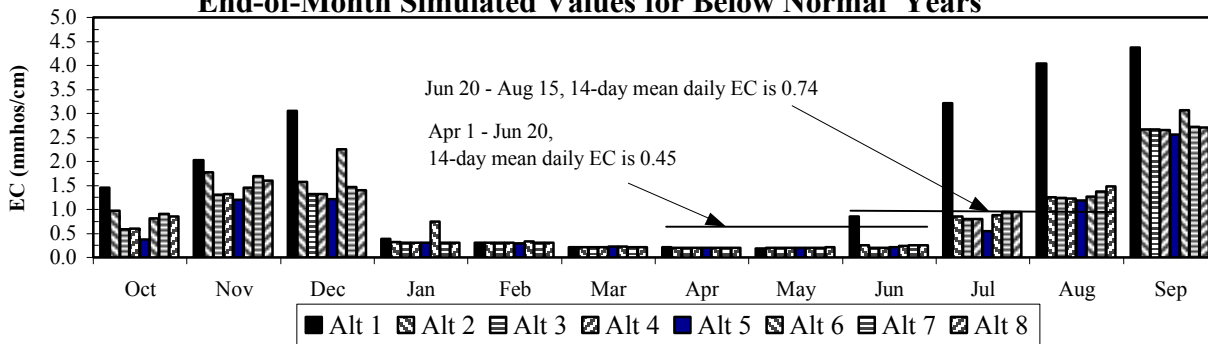 End-of-Month Simulated Values for Below Normal Years
EC (mmhos/cm)
5.0
4.5
4.0
3.5
3.0
2.5
2.0
1.5
1.0
0.5
0.0
Jun 20 - Aug 15, 14-day mean daily EC is 0.74
Apr 1 - Jun 20,
14-day mean daily EC is 0.45
Oct Nov Dec Jan Feb Mar Apr May Jun Jul Aug Sep
Alt 1 Alt 2 Alt 3 Alt 4 Alt 5 Alt 6 Alt 7 Alt 8